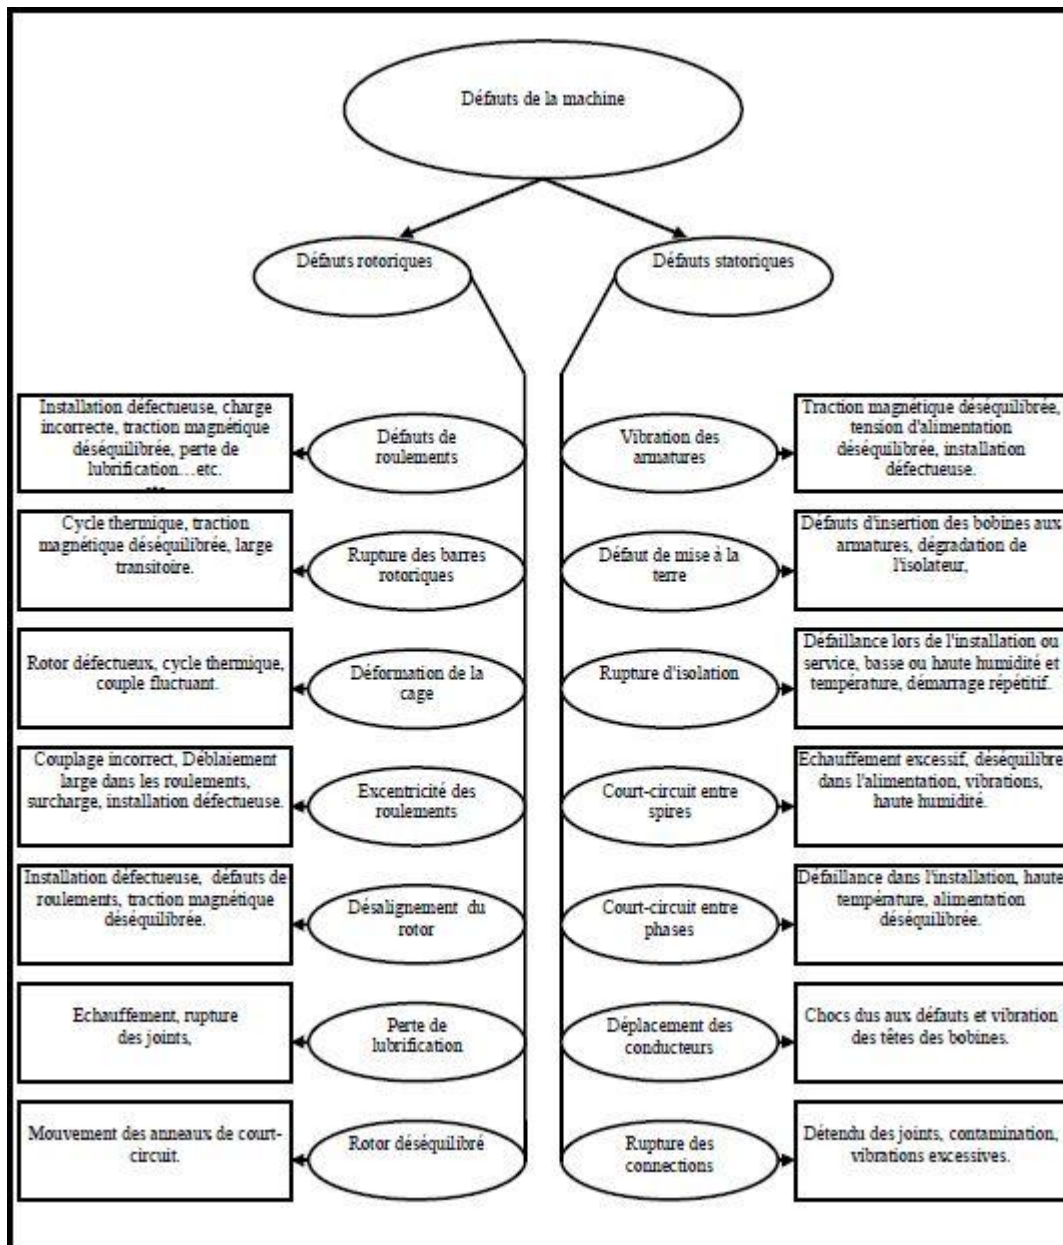 Défauts de la machine
Défauts rotoriques
Défauts statoriques
Installation défectueuse, charge
incorrecte, traction magnétique
déséquilibrée, perte de
lubrification…etc.
...
Défauts de
roulements
Vibration des
armatures
Traction magnétique déséquilibrée,
tension d'alimentation
déséquilibrée, installation
défectueuse.
Cycle thermique, traction
magnétique déséquilibrée, large
transitoire.
Rupture des barres
rotoriques
Défaut de mise à la
terre
Défauts d'insertion des bobines aux
armatures, dégradation de
l'isolateur,
Rotor défectueux, cycle thermique,
couple fluctuant.
Déformation de la
cage
Rupture d'isolation
Défaillance lors de l'installation ou
service, basse ou haute humidité et
température, démarrage répétitif.
Couplage incorrect, Déblaiement
large dans les roulements,
surcharge, installation défectueuse.
Excentricité des
roulements
Court-circuit entre
spires
Echauffement excessif, déséquilibre
dans l'alimentation, vibrations,
haute humidité.
Installation défectueuse, défauts de
roulements, traction magnétique
déséquilibrée.
Désalignement du
rotor
Court-circuit entre
phases
Défaillance dans l'installation, haute
température, alimentation
déséquilibrée.
Echauffement, rupture
des joints,
Perte de
lubrification
Déplacement des
conducteurs
Chocs dus aux défauts et vibration
des têtes des bobines.
Mouvement des anneaux de court-
circuit.
Rotor déséquilibré
Rupture des
connections
Détendu des joints, contamination,
vibrations excessives.